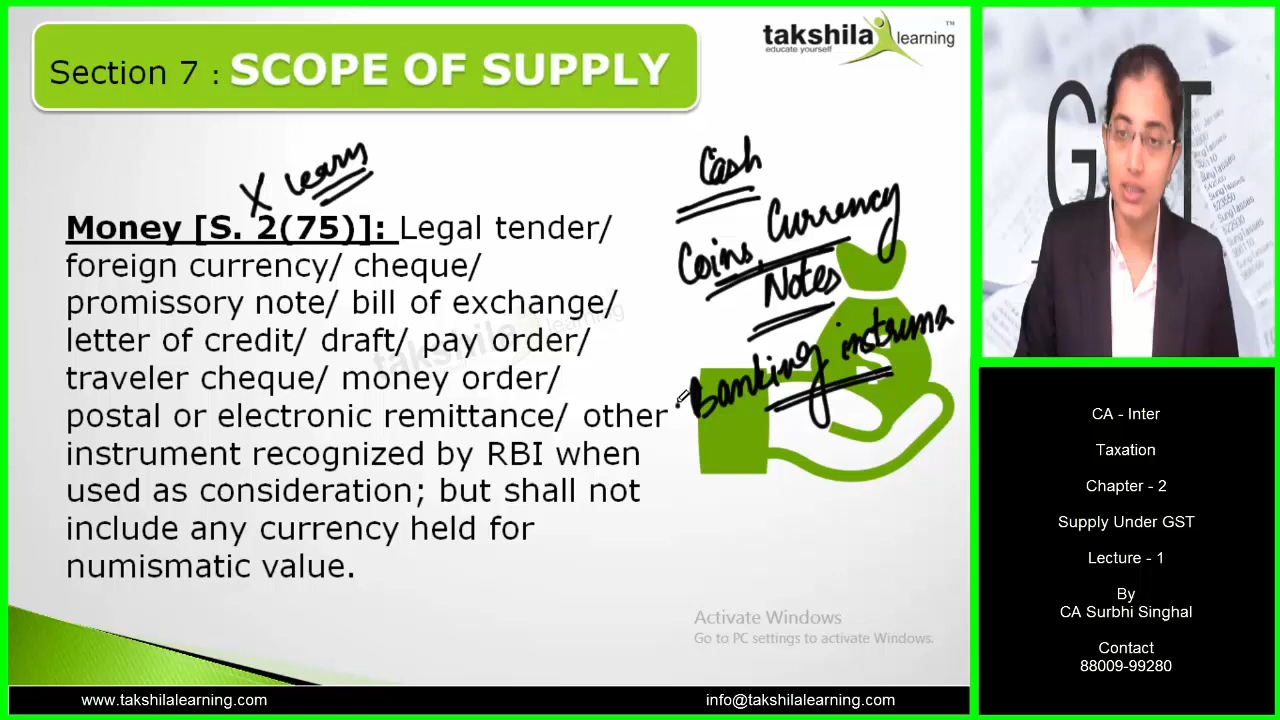 Section 7 : SCOPE OF SUPPLY
takshila learning TM
educate yourself
X learn
Money [S. 2(75)]: Legal tender/
foreign currency/ cheque/
promissory note/ bill of exchange/
letter of credit/ draft/ pay order/
traveler cheque/ money order/
postal or electronic remittance/ other
instrument recognized by RBI when
used as consideration; but shall not
include any currency held for
numismatic value.
takshila learning
Cash
Coins, Currency
Notes
Banking instruma
Activate Windows
Go to PC settings to activate Windows.
www.takshilalearning.com
info@takshilalearning.com
G T
CA - Inter
Taxation
Chapter - 2
Supply Under GST
Lecture - 1
By
CA Surbhi Singhal
Contact
88009-99280